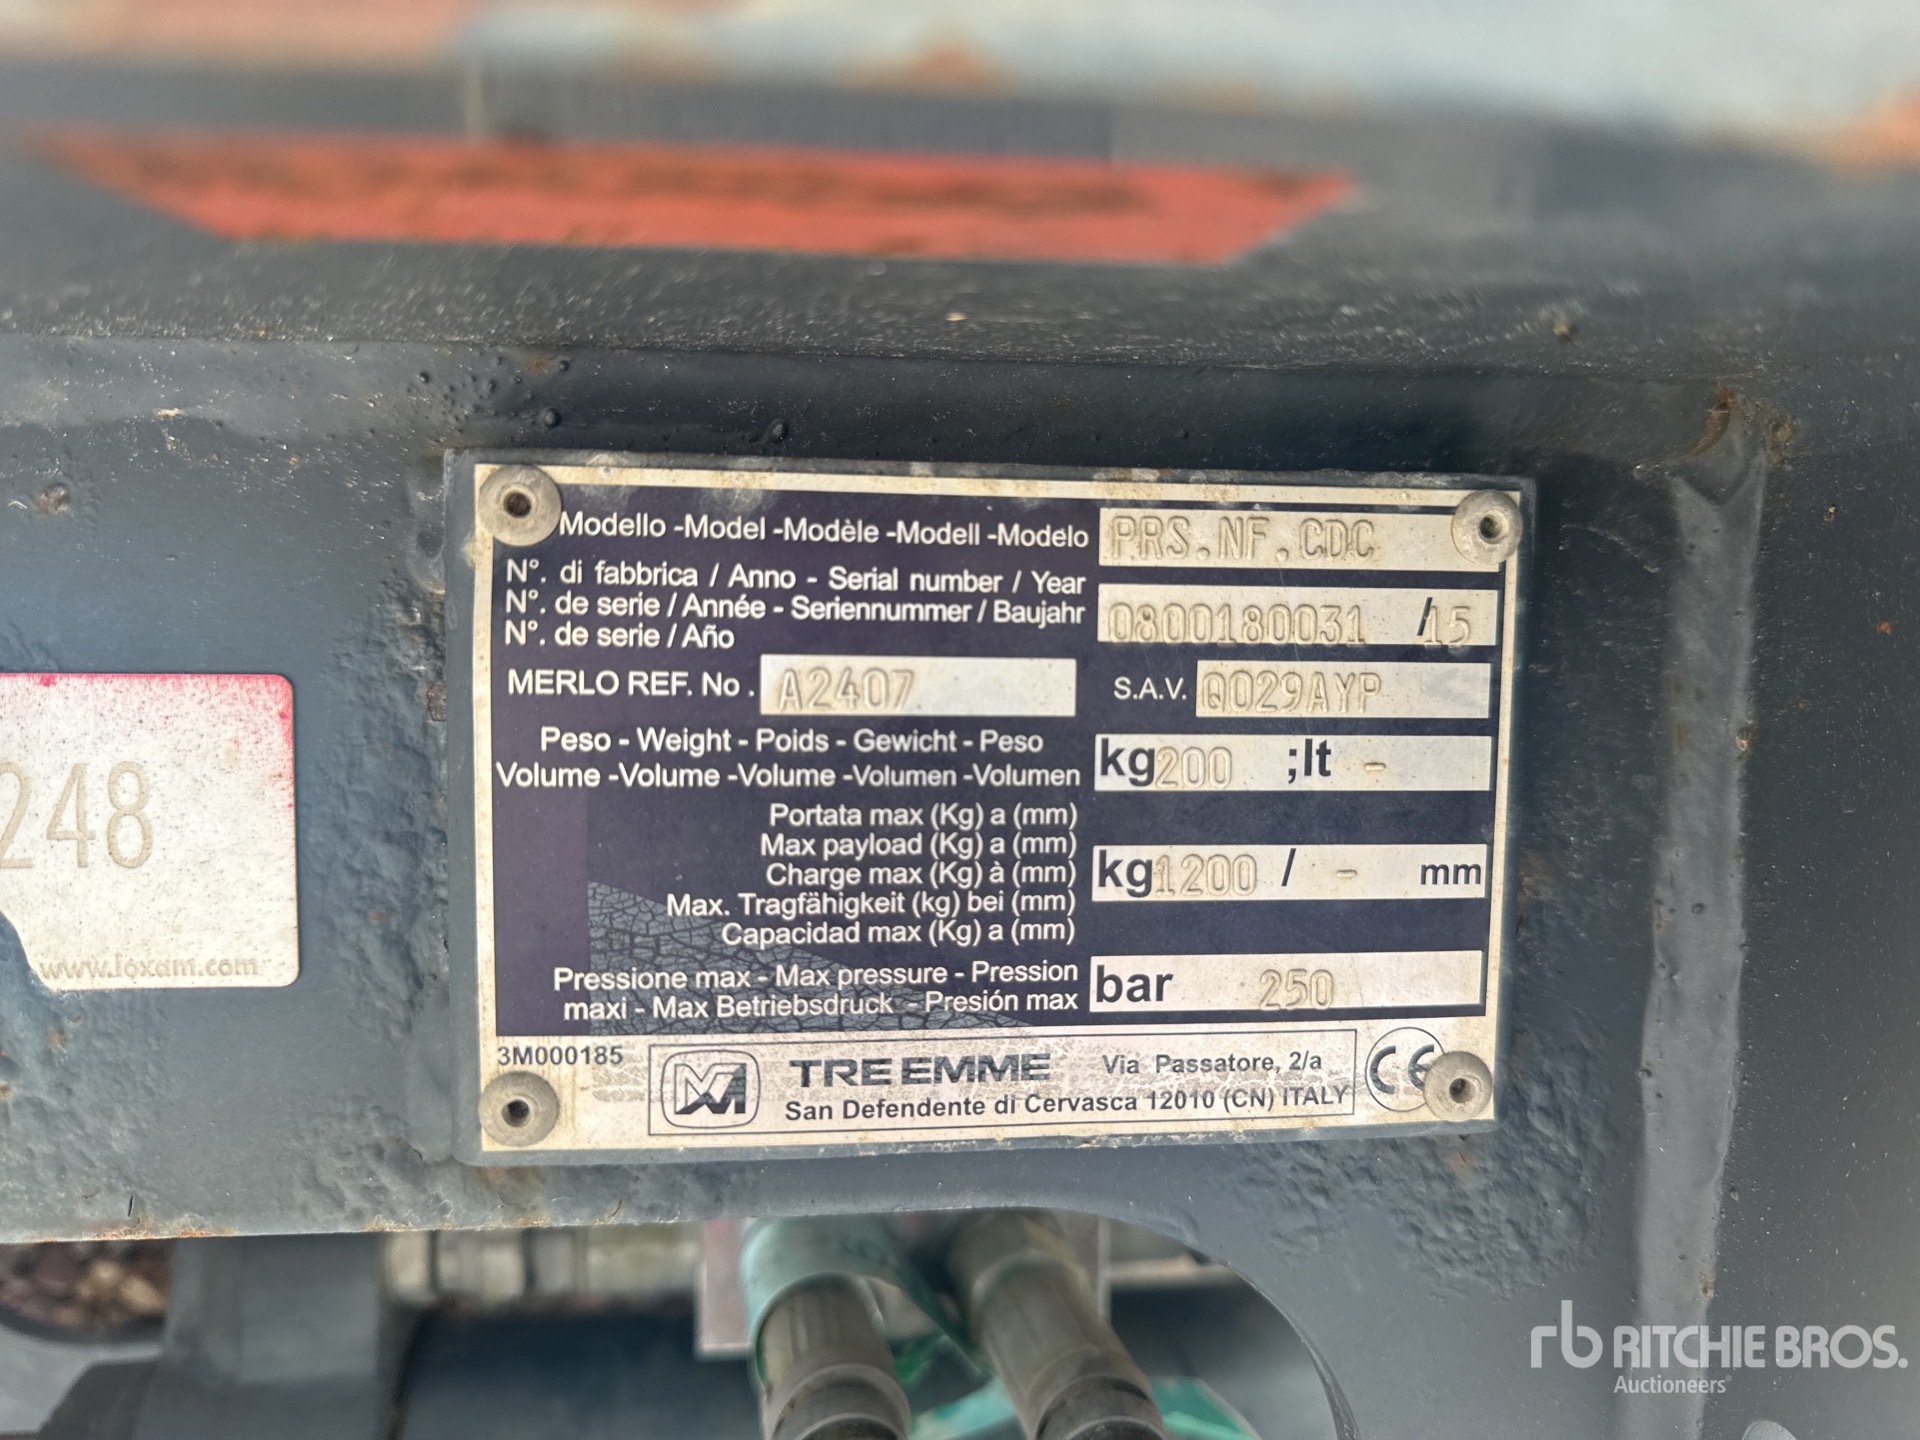 Modello -Model -Modèle -Modell -Modelo PRS.NF.CDC
N°. di fabbrica / Anno - Serial number / Year
N°. de serie / Année - Seriennummer / Baujahr 0800180031 /15
N°. de serie / Año
MERLO REF. No. A2407 S.A.V. Q029AYP
Peso - Weight - Poids - Gewicht - Peso
Volume -Volume -Volume -Volumen -Volumen kg 200 ;lt -
Portata max (Kg) a (mm)
Max payload (Kg) a (mm)
Charge max (Kg) à (mm) kg 1200 / - mm
Max. Tragfähigkeit (kg) bei (mm)
Capacidad max (Kg) a (mm)
Pressione max - Max pressure - Pression bar 250
maxi - Max Betriebsdruck - Presión max
3M000185
TRE EMME Via Passatore, 2/a
San Defendente di Cervasca 12010 (CN) ITALY
CE
248
www.loxam.com
rb RITCHIE BROS.
Auctioneers